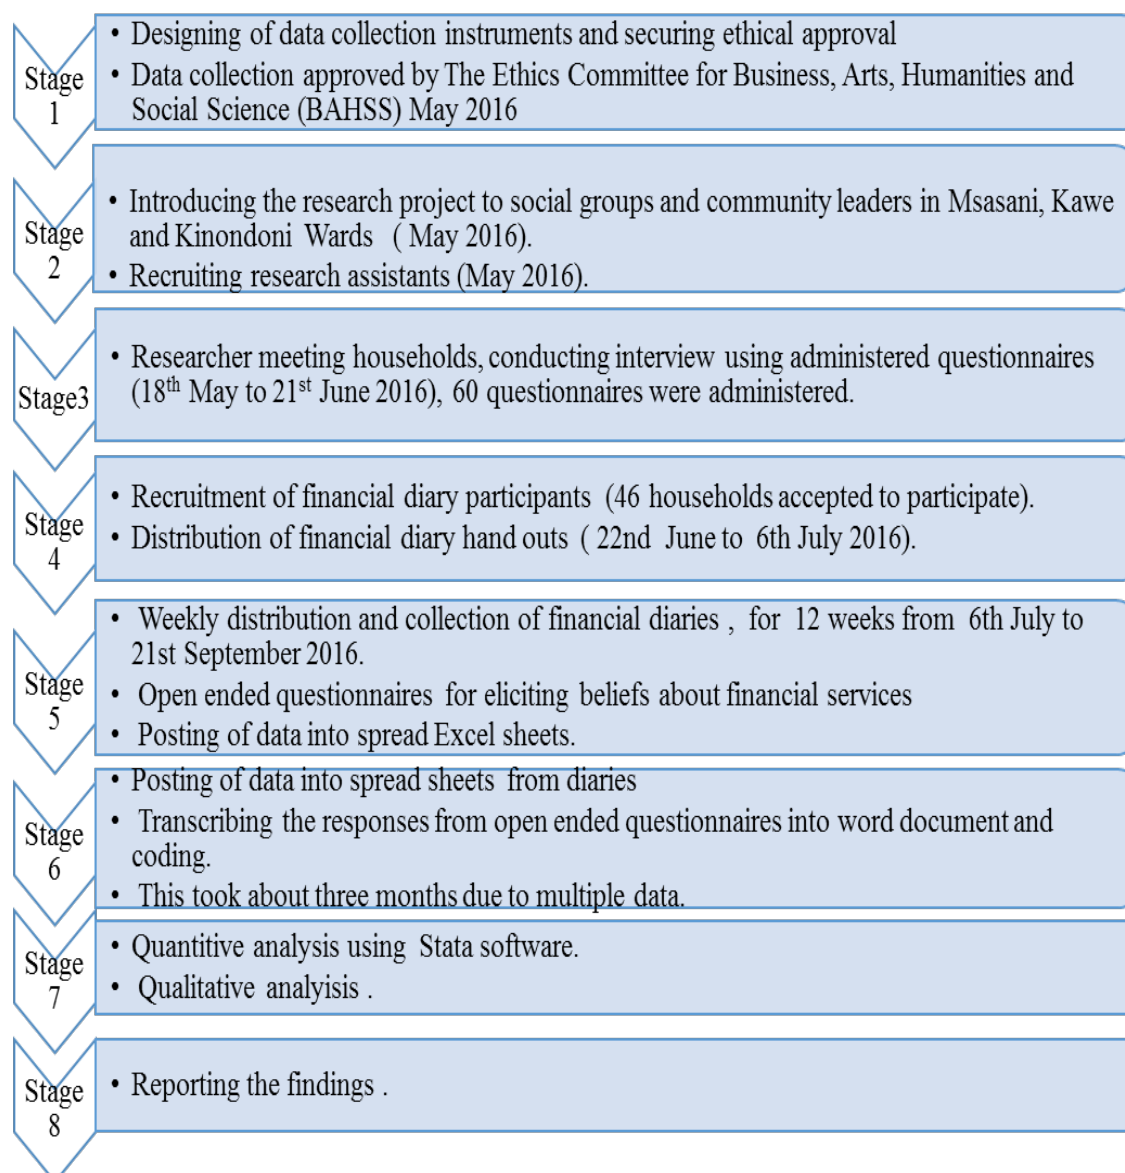 Stage
1
• Designing of data collection instruments and securing ethical approval
• Data collection approved by The Ethics Committee for Business, Arts, Humanities and
Social Science (BAHSS) May 2016
Stage
2
• Introducing the research project to social groups and community leaders in Msasani, Kawe
and Kinondoni Wards ( May 2016).
• Recruiting research assistants (May 2016).
Stage3
• Researcher meeting households, conducting interview using administered questionnaires
(18th May to 21st June 2016), 60 questionnaires were administered.
Stage
4
• Recruitment of financial diary participants (46 households accepted to participate).
• Distribution of financial diary hand outs ( 22nd June to 6th July 2016).
Stage
5
• Weekly distribution and collection of financial diaries , for 12 weeks from 6th July to
21st September 2016.
• Open ended questionnaires for eliciting beliefs about financial services
• Posting of data into spread Excel sheets.
Stage
6
• Posting of data into spread sheets from diaries
• Transcribing the responses from open ended questionnaires into word document and
coding.
• This took about three months due to multiple data.
Stage
7
• Quantitive analysis using Stata software.
• Qualitative analyisis .
Stage
8
• Reporting the findings .